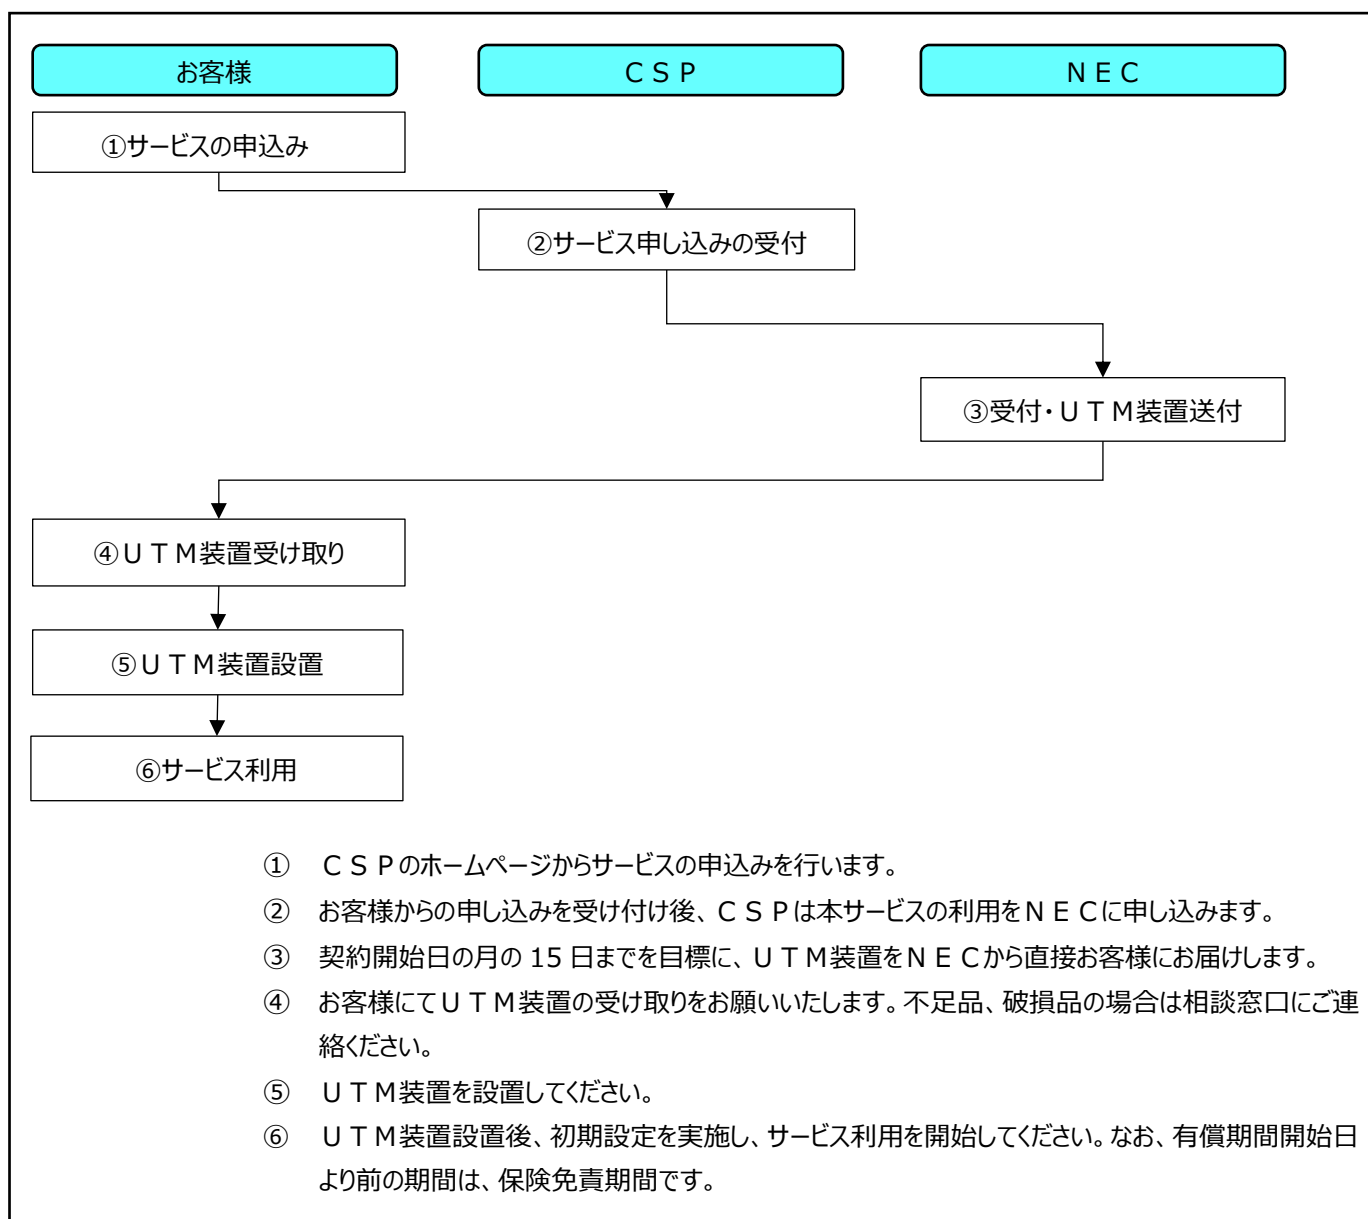 お客様
ＣＳＰ
ＮＥＣ
①サービスの申込み
②サービス申し込みの受付
③受付・ＵＴＭ装置送付
④ＵＴＭ装置受け取り
⑤ＵＴＭ装置設置
⑥サービス利用
① ＣＳＰのホームページからサービスの申込みを行います。
② お客様からの申し込みを受け付け後、ＣＳＰは本サービスの利用をＮＥＣに申し込みます。
③ 契約開始日の月の 15 日までを目標に、ＵＴＭ装置をＮＥＣから直接お客様にお届けします。
④ お客様にてＵＴＭ装置の受け取りをお願いいたします。不足品、破損品の場合は相談窓口にご連
絡ください。
⑤ ＵＴＭ装置を設置してください。
⑥ ＵＴＭ装置設置後、初期設定を実施し、サービス利用を開始してください。なお、有償期間開始日
より前の期間は、保険免責期間です。